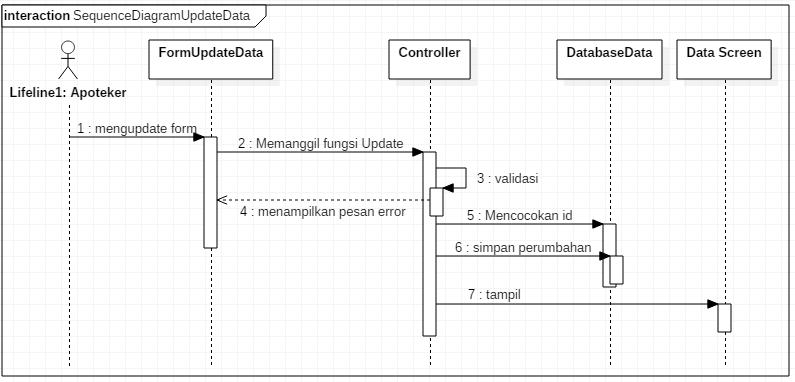 interaction SequenceDiagramUpdateData
FormUpdateData
Controller
DatabaseData
Data Screen
Lifeline1: Apoteker
1 : mengupdate form
2 : Memanggil fungsi Update
3 : validasi
4 : menampilkan pesan error
5 : Mencocokan id
6 : simpan perumbahan
7 : tampil